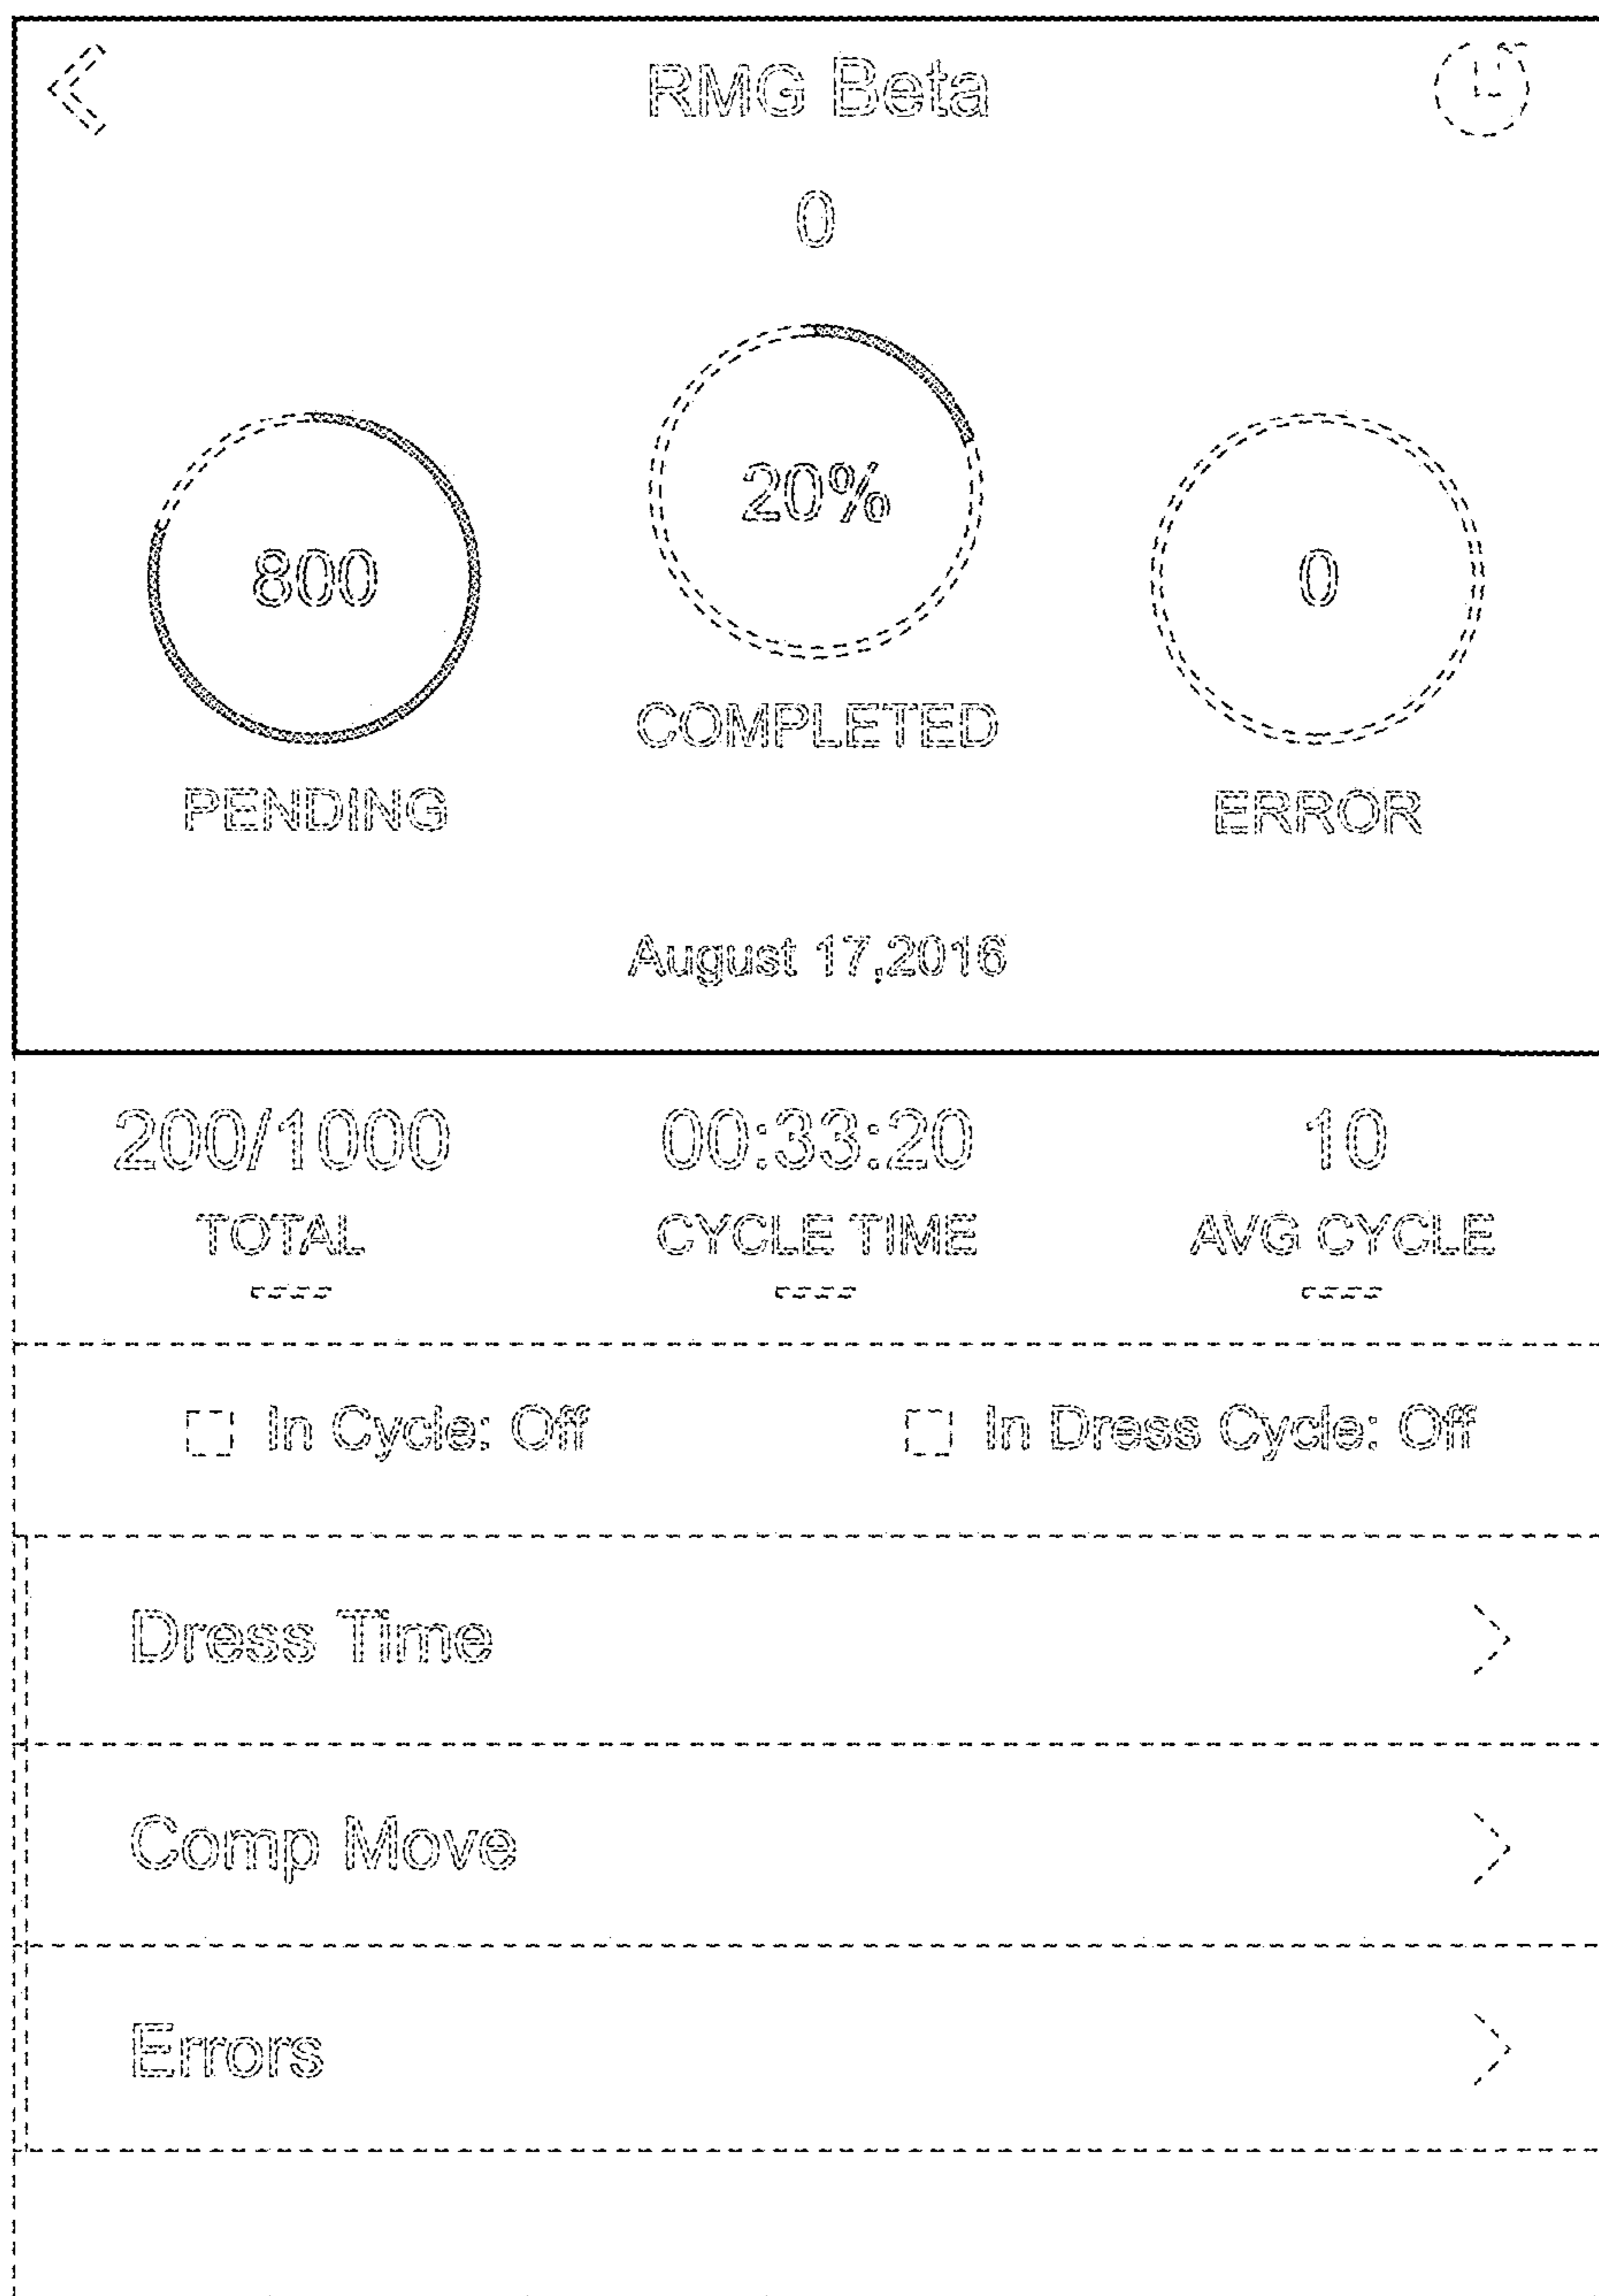 RMG Beta
0
800
20%
0
PENDING
COMPLETED
ERROR
August 17,2016
200/1000
00:33:20
10
TOTAL
CYCLE TIME
AVG CYCLE
In Cycle: Off
In Dress Cycle: Off
Dress Time
Comp Move
Errors